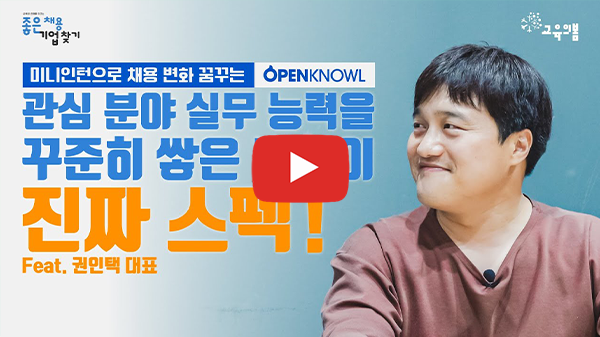 좋은 채용
기업 찾기
교육의봄
미니인턴으로 채용 변화 꿈꾸는 OPENKNOWL
관심 분야 실무 능력을
꾸준히 쌓은 이
진짜 스펙!
Feat. 권인택 대표